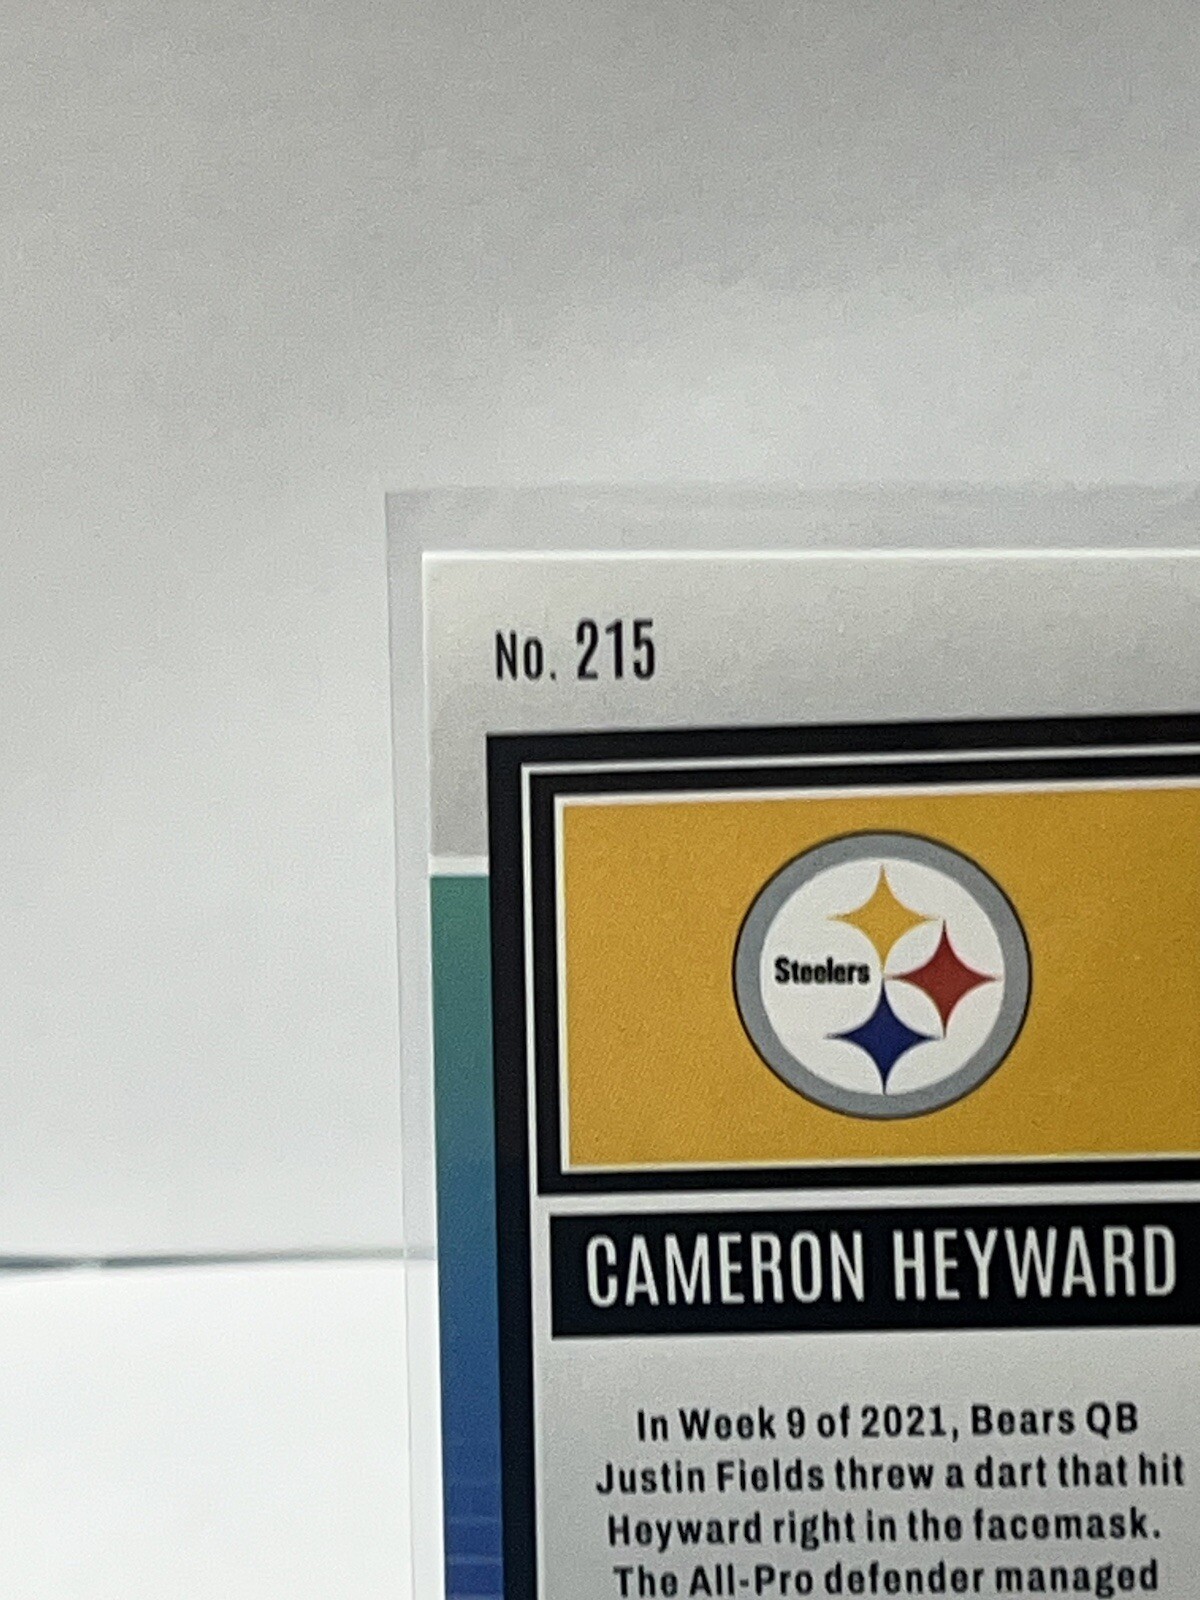 No. 215
Steelers
CAMERON HEYWARD
In Week 9 of 2021, Bears QB
Justin Fields threw a dart that hit
Heyward right in the facemask.
The All-Pro defender managed